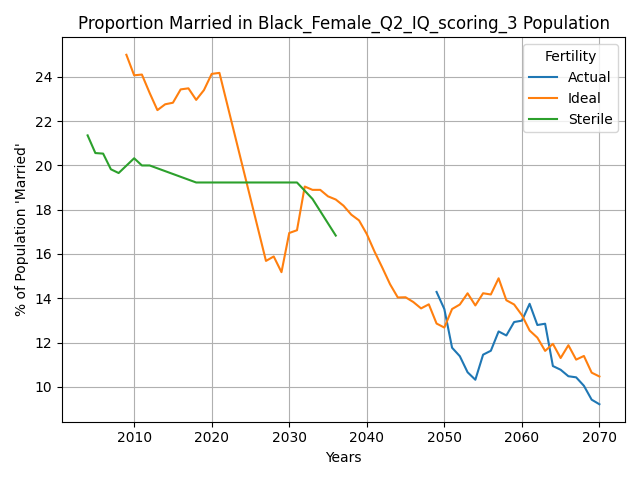 Proportion Married in Black_Female_Q2_IQ_scoring_3 Population
Fertility
Actual
Ideal
Sterile
% of Population 'Married'
24
22
20
18
16
14
12
10
2010 2020 2030 2040 2050 2060 2070
Years